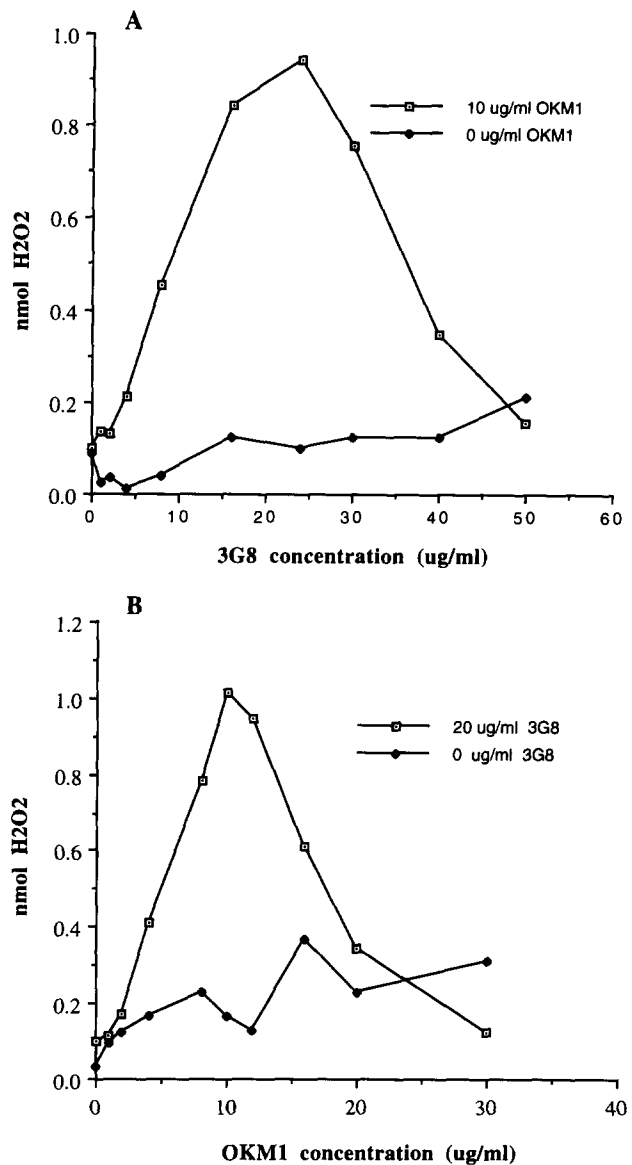 A
1.0
0.8
0.6
0.4
0.2
0.0
nmol H2O2
10 ug/ml OKM1
0 ug/ml OKM1
0 10 20 30 40 50 60
3G8 concentration (ug/ml)
B
1.2
1.0
0.8
0.6
0.4
0.2
0.0
nmol H2O2
20 ug/ml 3G8
0 ug/ml 3G8
0 10 20 30 40
OKM1 concentration (ug/ml)